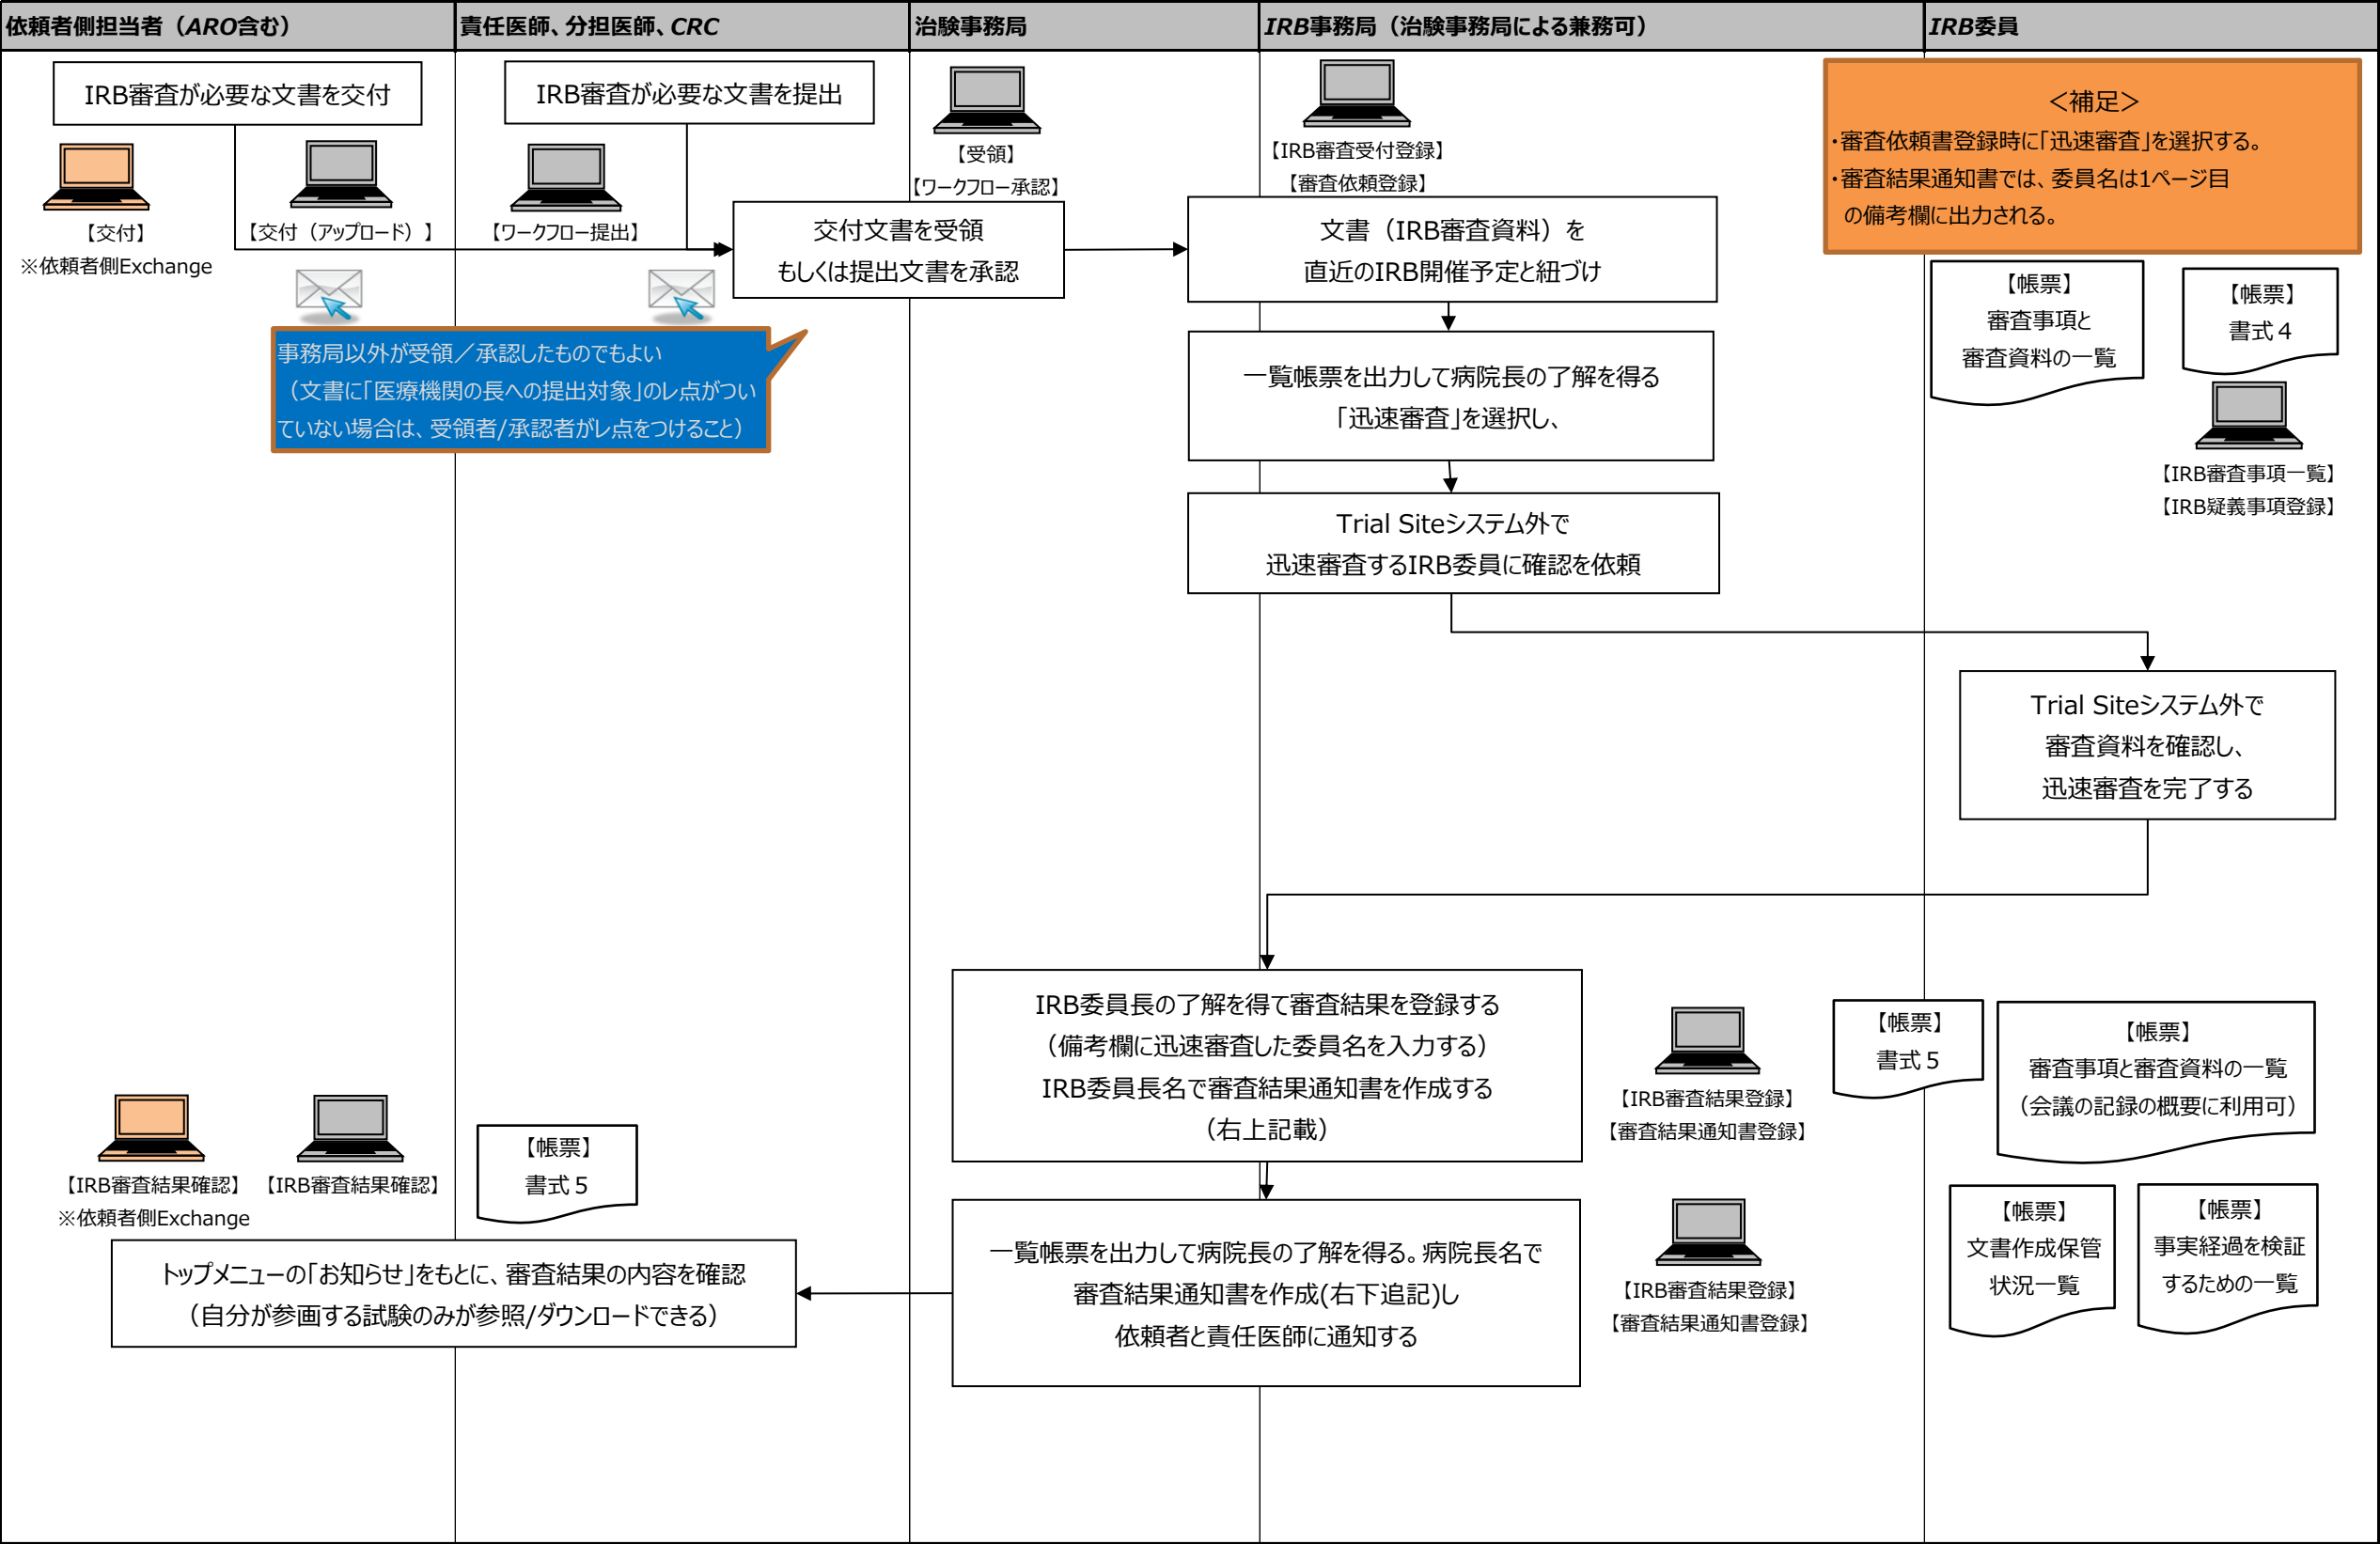 依頼者側担当者（ARO含む）
責任医師、分担医師、CRC
治験事務局
IRB事務局（治験事務局による兼務可）
IRB委員
IRB審査が必要な文書を交付
【交付】
※依頼者側Exchange
【交付（アップロード）】
IRB審査が必要な文書を提出
【ワークフロー提出】
【受領】
【ワークフロー承認】
交付文書を受領
もしくは提出文書を承認
事務局以外が受領／承認したものでもよい
（文書に「医療機関の長への提出対象」のレ点がつい
ていない場合は、受領者/承認者がレ点をつけること）
【IRB審査受付登録】
【審査依頼登録】
文書（IRB審査資料）を
直近のIRB開催予定と紐づけ
一覧帳票を出力して病院長の了解を得る
「迅速審査」を選択し、
Trial Siteシステム外で
迅速審査するIRB委員に確認を依頼
＜補足＞
・審査依頼書登録時に「迅速審査」を選択する。
・審査結果通知書では、委員名は1ページ目
の備考欄に出力される。
【帳票】
審査事項と
審査資料の一覧
【帳票】
書式４
【IRB審査事項一覧】
【IRB疑義事項登録】
Trial Siteシステム外で
審査資料を確認し、
迅速審査を完了する
IRB委員長の了解を得て審査結果を登録する
（備考欄に迅速審査した委員名を入力する）
IRB委員長名で審査結果通知書を作成する
（右上記載）
【IRB審査結果登録】
【審査結果通知書登録】
【帳票】
書式５
【帳票】
審査事項と審査資料の一覧
（会議の記録の概要に利用可）
一覧帳票を出力して病院長の了解を得る。病院長名で
審査結果通知書を作成(右下追記)し
依頼者と責任医師に通知する
【IRB審査結果登録】
【審査結果通知書登録】
【帳票】
文書作成保管
状況一覧
【帳票】
事実経過を検証
するための一覧
【IRB審査結果確認】
※依頼者側Exchange
【IRB審査結果確認】
【帳票】
書式５
トップメニューの「お知らせ」をもとに、審査結果の内容を確認
（自分が参画する試験のみが参照/ダウンロードできる）